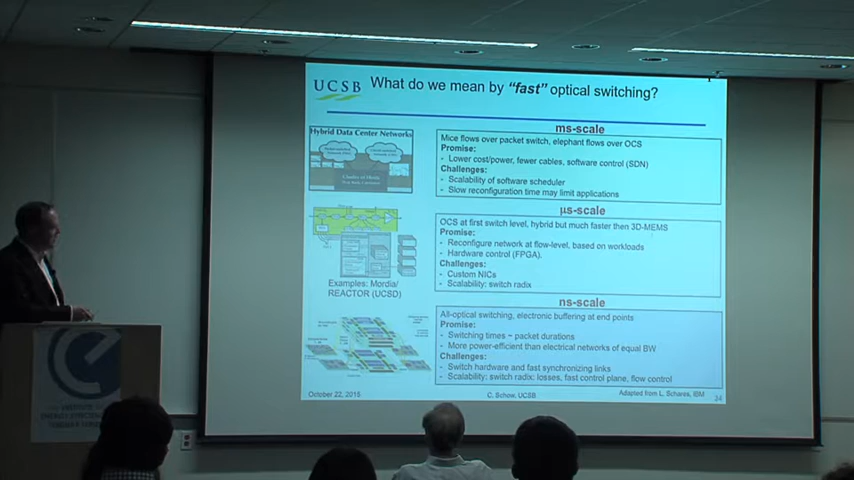 UCSB
What do we mean by "fast" optical switching?
Hybrid Data Center Networks
ms-scale
Mice flows over packet switch, elephant flows over OCS
Promise:
- Lower cost/power, fewer cables, software control (SDN)
Challenges:
- Scalability of software scheduler
- Slow reconfiguration time may limit applications
µs-scale
OCS at first switch level, hybrid but much faster then 3D-MEMS
Promise:
- Reconfigure network at flow-level, based on workloads
- Hardware control (FPGA).
Challenges:
- Custom NICs
- Scalability: switch radix
Examples: Mordia/
REACTOR (UCSD)
ns-scale
All-optical switching, electronic buffering at end points
Promise:
- Switching times ~ packet durations
- More power-efficient than electrical networks of equal BW
Challenges:
- Switch hardware and fast synchronizing links
- Scalability: switch radix: losses, fast control plane, flow control
October 22, 2015
C. Schow, UCSB
Adapted from L. Schares, IBM
34